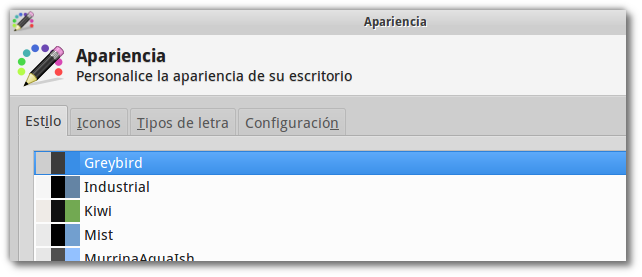 Apariencia
Apariencia
Personalice la apariencia de su escritorio
Estilo Iconos Tipos de letra Configuración
Greybird
Industrial
Kiwi
Mist
MurrinaAquaIsh